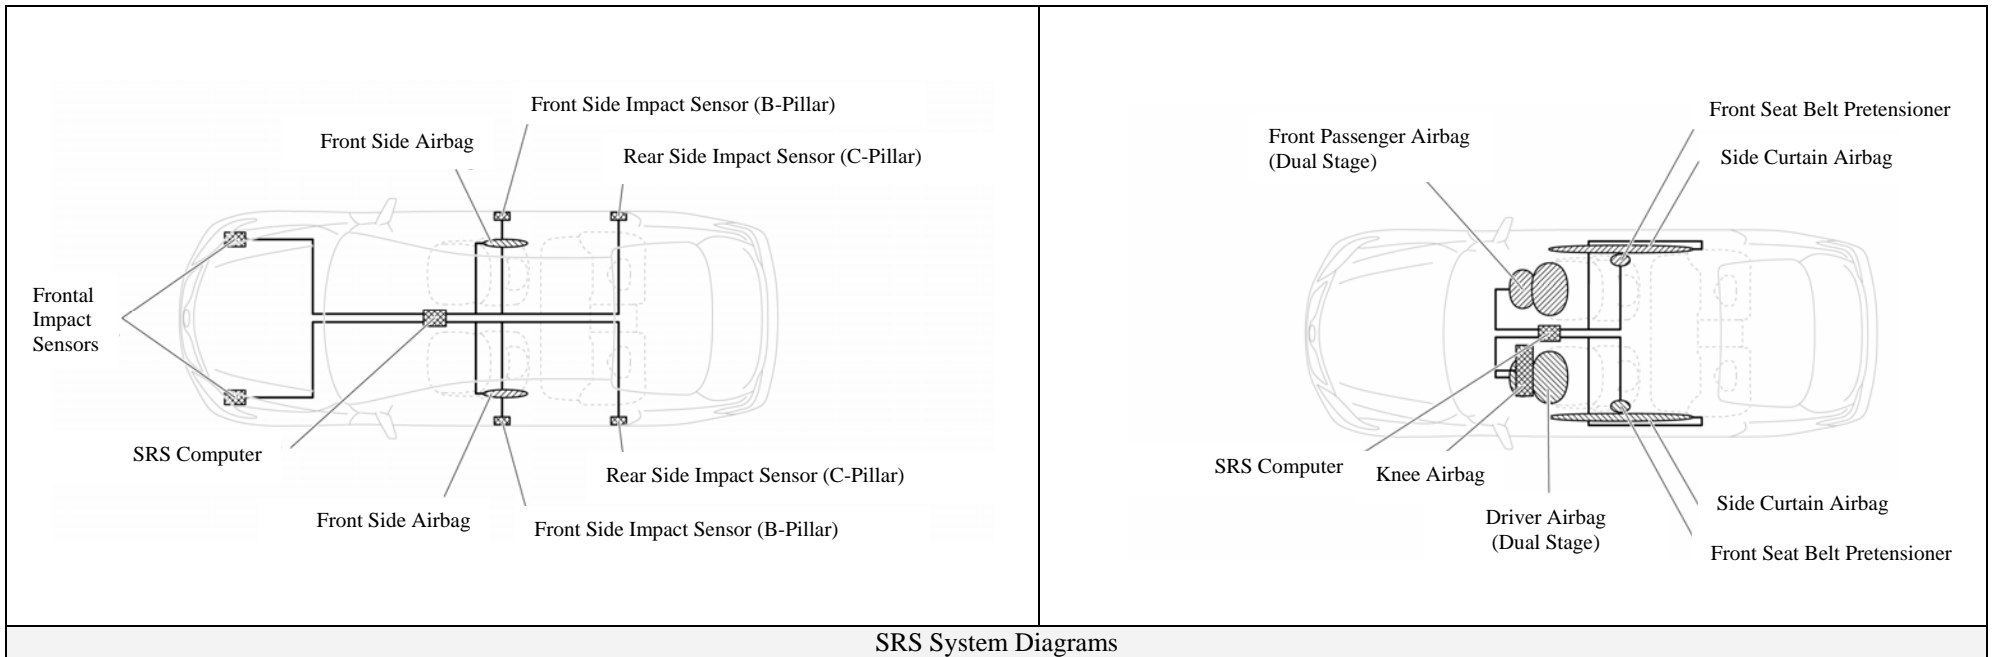 Front Side Impact Sensor (B-Pillar)
Front Side Airbag
Rear Side Impact Sensor (C-Pillar)
Frontal
Impact
Sensors
SRS Computer
Rear Side Impact Sensor (C-Pillar)
Front Side Airbag
Front Side Impact Sensor (B-Pillar)
Front Seat Belt Pretensioner
Front Passenger Airbag
(Dual Stage)
Side Curtain Airbag
SRS Computer
Knee Airbag
Driver Airbag
(Dual Stage)
Side Curtain Airbag
Front Seat Belt Pretensioner
SRS System Diagrams